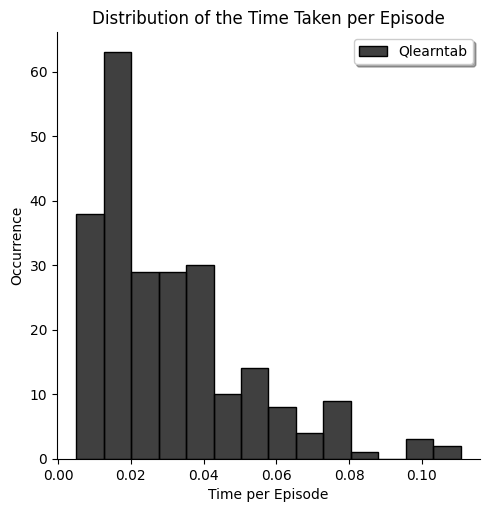 Distribution of the Time Taken per Episode
Qlearntab
60
50
40
30
20
10
0
Occurrence
0.00 0.02 0.04 0.06 0.08 0.10
Time per Episode